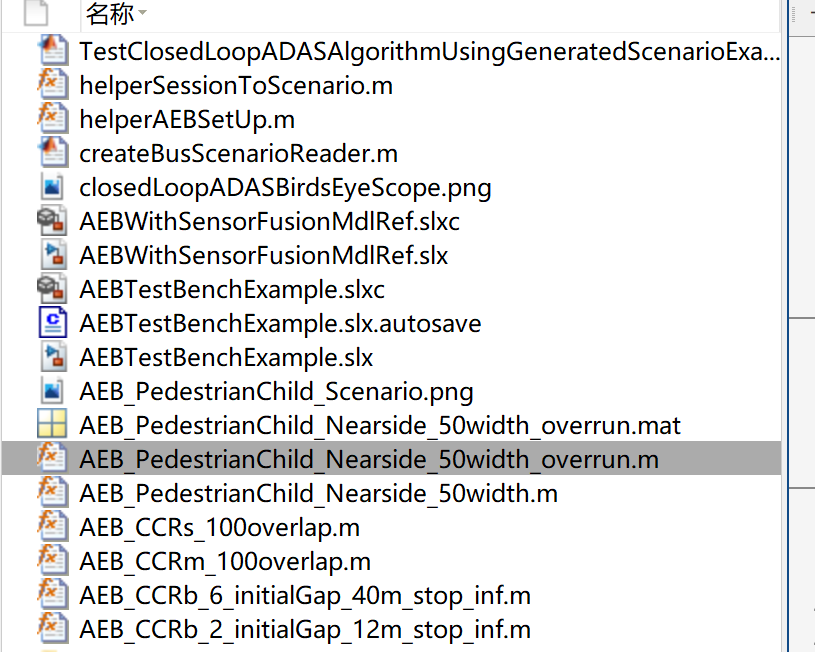 名称
TestClosedLoopADASAlgorithmUsingGeneratedScenarioExa...
helperSessionToScenario.m
helperAEBSetUp.m
createBusScenarioReader.m
closedLoopADASBirdsEyeScope.png
AEBWithSensorFusionMdlRef.slxc
AEBWithSensorFusionMdlRef.slx
AEBTestBenchExample.slxc
AEBTestBenchExample.slx.autosave
AEBTestBenchExample.slx
AEB_PedestrianChild_Scenario.png
AEB_PedestrianChild_Nearside_50width_overrun.mat
AEB_PedestrianChild_Nearside_50width_overrun.m
AEB_PedestrianChild_Nearside_50width.m
AEB_CCRs_100overlap.m
AEB_CCRm_100overlap.m
AEB_CCRb_6_initialGap_40m_stop_inf.m
AEB_CCRb_2_initialGap_12m_stop_inf.m